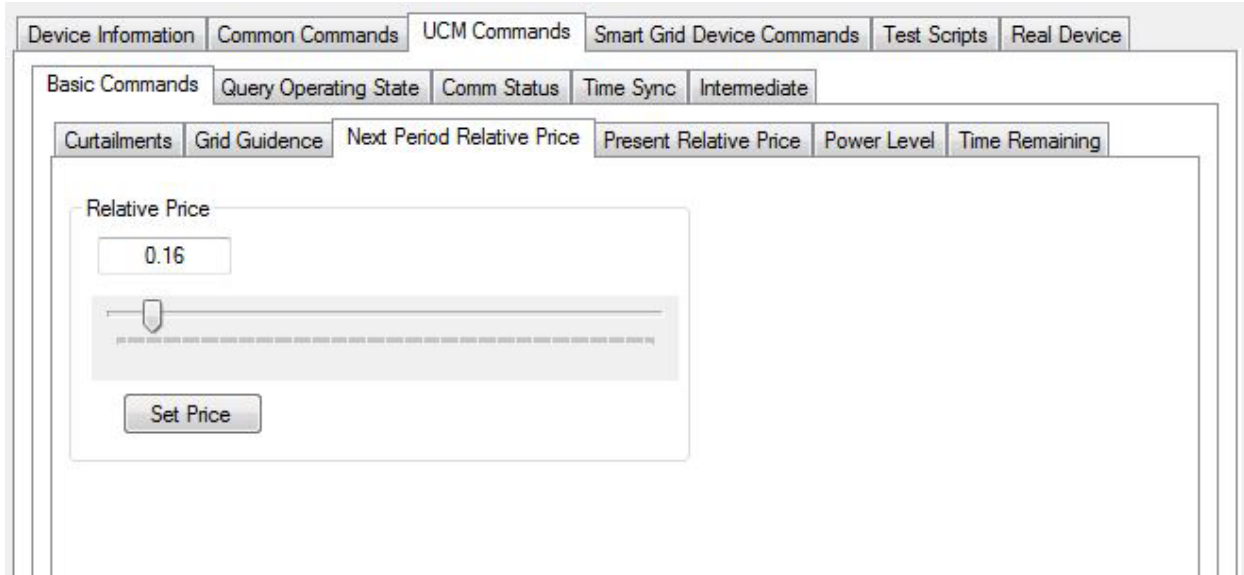 Device Information Common Commands UCM Commands Smart Grid Device Commands Test Scripts Real Device
Basic Commands Query Operating State Comm Status Time Sync Intermediate
Curtailments Grid Guidence Next Period Relative Price Present Relative Price Power Level Time Remaining
Relative Price
0.16
Set Price